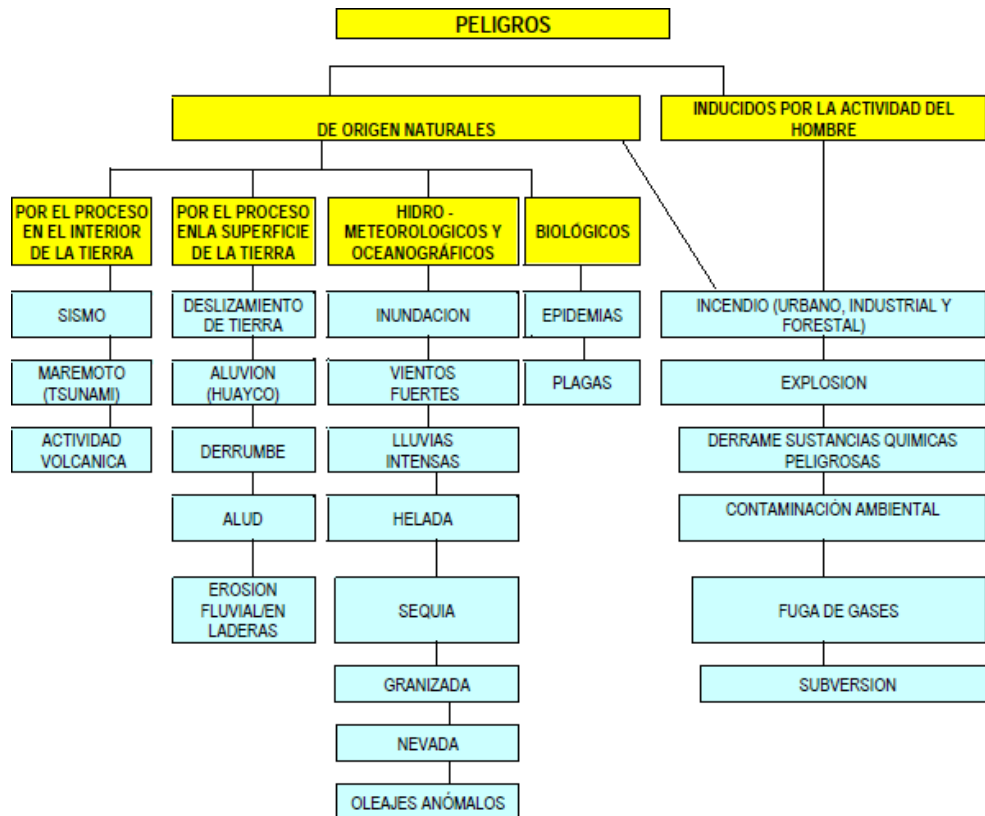 PELIGROS
DE ORIGEN NATURALES
INDUCIDOS POR LA ACTIVIDAD DEL
HOMBRE
POR EL PROCESO
EN EL INTERIOR
DE LA TIERRA
POR EL PROCESO
ENLA SUPERFICIE
DE LA TIERRA
HIDRO -
METEOROLOGICOS Y
OCEANOGRÁFICOS
BIOLÓGICOS
SISMO
MAREMOTO
(TSUNAMI)
ACTIVIDAD
VOLCANICA
DESLIZAMIENTO
DE TIERRA
ALUVION
(HUAYCO)
DERRUMBE
ALUD
EROSION
FLUVIAL/EN
LADERAS
INUNDACION
VIENTOS
FUERTES
LLUVIAS
INTENSAS
HELADA
SEQUIA
GRANIZADA
NEVADA
OLEAJES ANÓMALOS
EPIDEMIAS
PLAGAS
INCENDIO (URBANO, INDUSTRIAL Y
FORESTAL)
EXPLOSION
DERRAME SUSTANCIAS QUIMICAS
PELIGROSAS
CONTAMINACIÓN AMBIENTAL
FUGA DE GASES
SUBVERSION